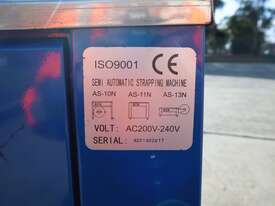 ISO9001 CE
SEMI AUTOMATIC STRAPPING MACHINE
AS-10N AS-11N AS-13N
VOLT: AC200V-240V
SERIAL: